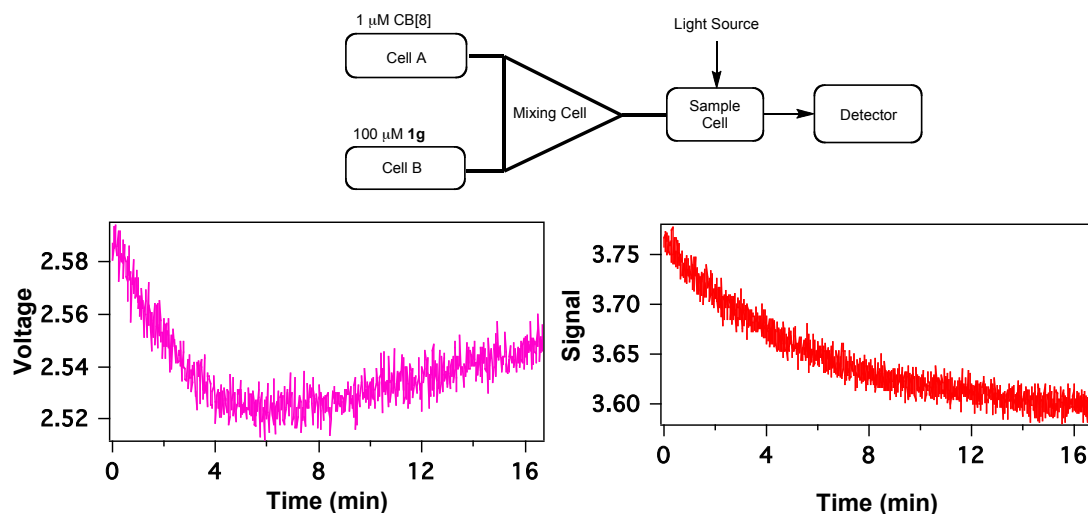 1 μM CB[8]
Cell A
Light Source
Mixing Cell
Sample
Cell
Detector
100 μM 1g
Cell B
Voltage
2.58
2.56
2.54
2.52
0 4 8 12 16
Time (min)
Signal
3.75
3.70
3.65
3.60
0 4 8 12 16
Time (min)